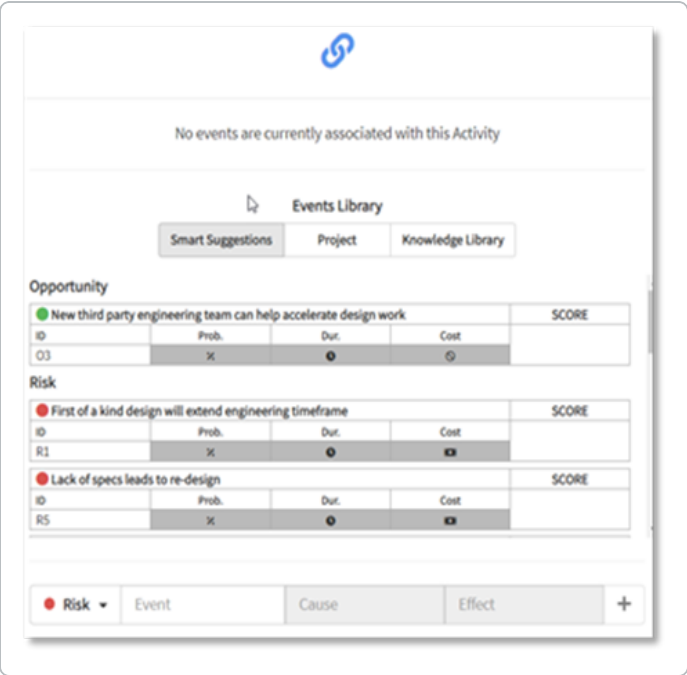 No events are currently associated with this Activity
Events Library
Smart Suggestions Project Knowledge Library
Opportunity
New third party engineering team can help accelerate design work SCORE
ID Prob. Dur. Cost
O3
Risk
First of a kind design will extend engineering timeframe SCORE
ID Prob. Dur. Cost
R1
Lack of specs leads to re-design SCORE
ID Prob. Dur. Cost
R5
Risk Event Cause Effect +